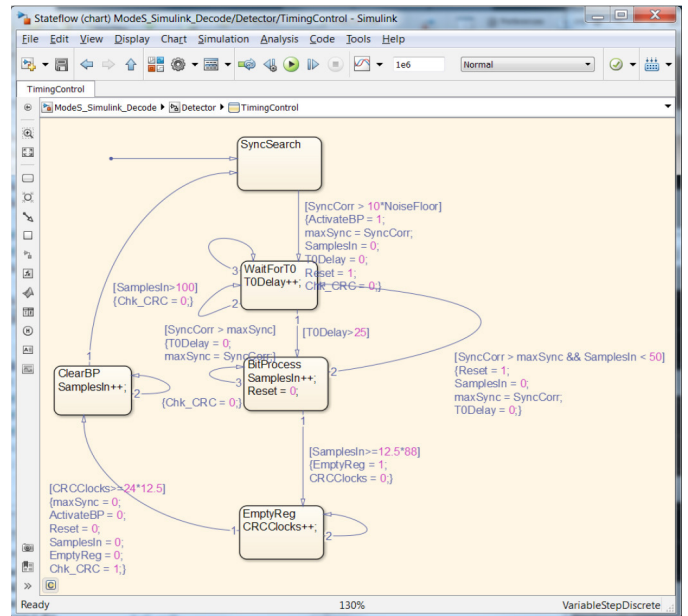 Stateflow (chart) ModeS_Simulink_Decode/Detector/TimingControl - Simulink
File Edit View Display Chart Simulation Analysis Code Tools Help
1e6
Normal
TimingControl
ModeS_Simulink_Decode Detector TimingControl
SyncSearch
[SyncCorr > 10*NoiseFloor]
{ActivateBP = 1;
maxSync = SyncCorr;
SamplesIn = 0;
T0Delay = 0;
Reset = 1;
Chk_CRC = 0;}
3
WaitForT0
T0Delay++;
2
1
[SamplesIn>100]
{Chk_CRC = 0;}
[SyncCorr > maxSync]
{T0Delay = 0;
maxSync = SyncCorr;}
[T0Delay>25]
1
ClearBP
SamplesIn++;
2
{Chk_CRC = 0;}
BitProcess
SamplesIn++;
Reset = 0;
3
2
1
[SyncCorr > maxSync && SamplesIn < 50]
{Reset = 1;
SamplesIn = 0;
maxSync = SyncCorr;
T0Delay = 0;}
[SamplesIn>=12.5*88]
{EmptyReg = 1;
CRCClocks = 0;}
[CRCClocks>=24*12.5]
{maxSync = 0;
ActivateBP = 0;
Reset = 0;
SamplesIn = 0;
EmptyReg = 0;
Chk_CRC = 1;}
EmptyReg
CRCClocks++;
1
2
C
Ready
130%
VariableStepDiscrete